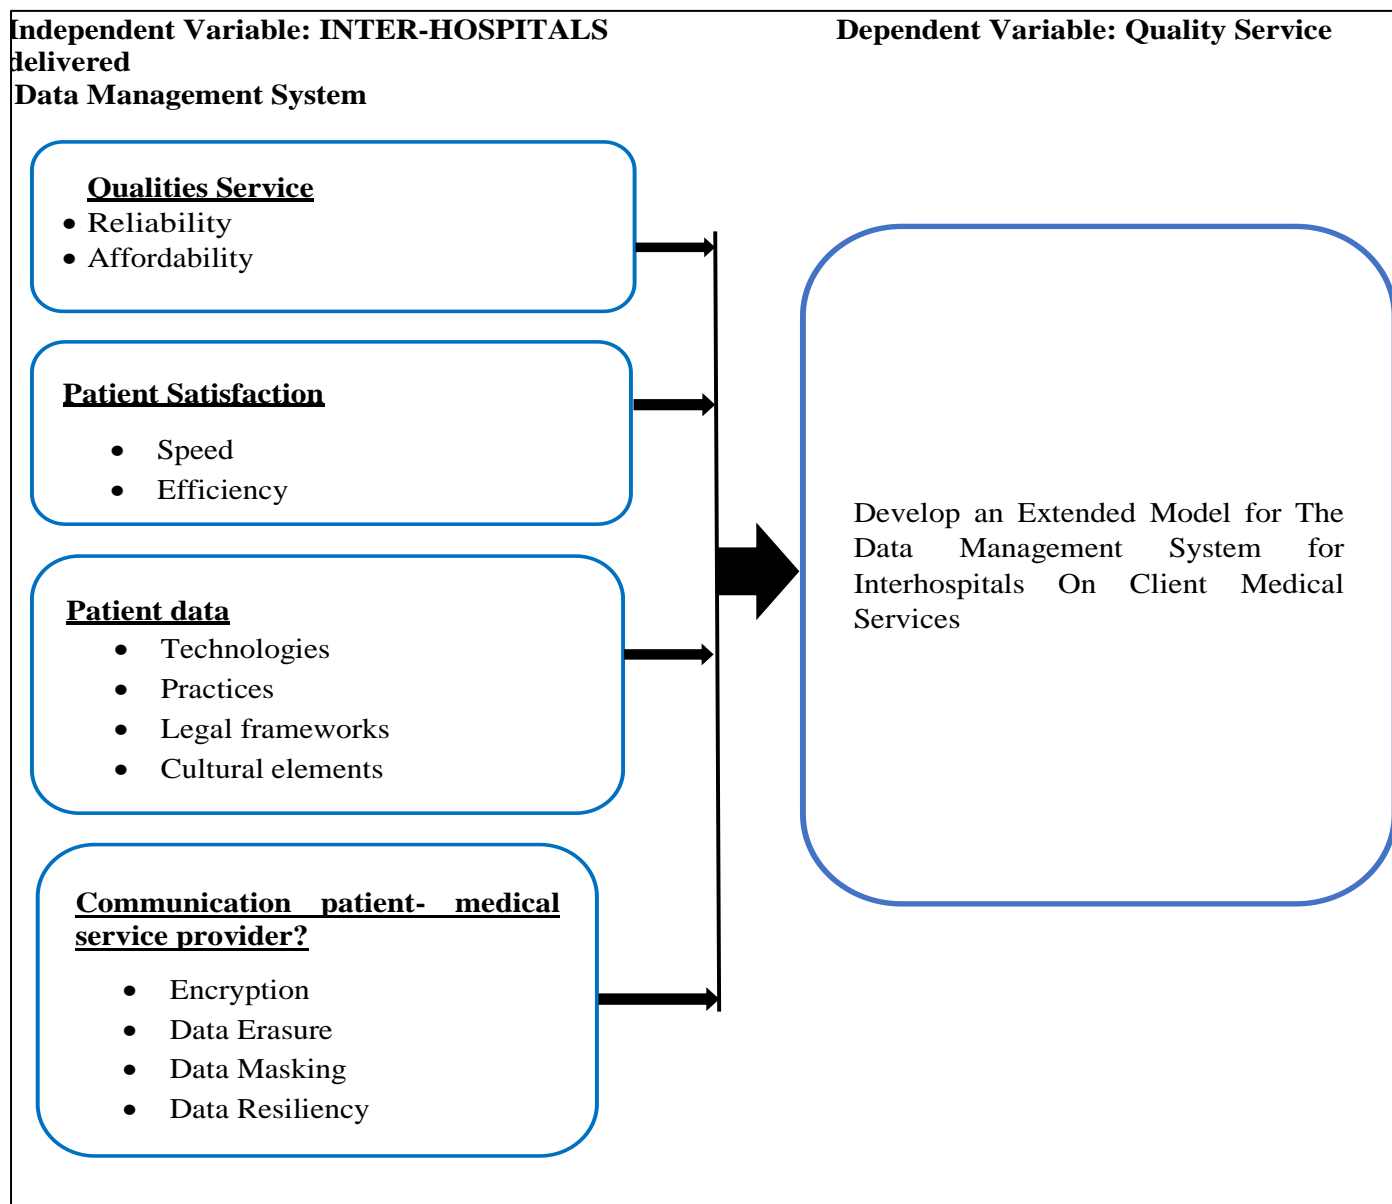 Independent Variable: INTER-HOSPITALS Dependent Variable: Quality Service
delivered
Data Management System
Qualities Service
• Reliability
• Affordability
Patient Satisfaction
• Speed
• Efficiency
Patient data
• Technologies
• Practices
• Legal frameworks
• Cultural elements
Communication patient- medical
service provider?
• Encryption
• Data Erasure
• Data Masking
• Data Resiliency
Develop an Extended Model for The
Data Management System for
Interhospitals On Client Medical
Services